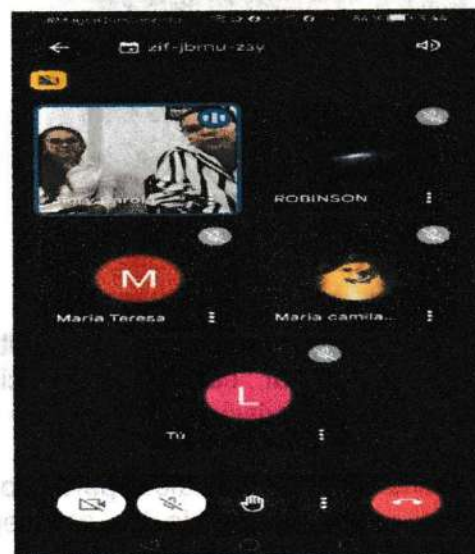 zif-jbmu-zsy
ROBINSON
M
Maria Teresa
Maria camila...
L
Tú